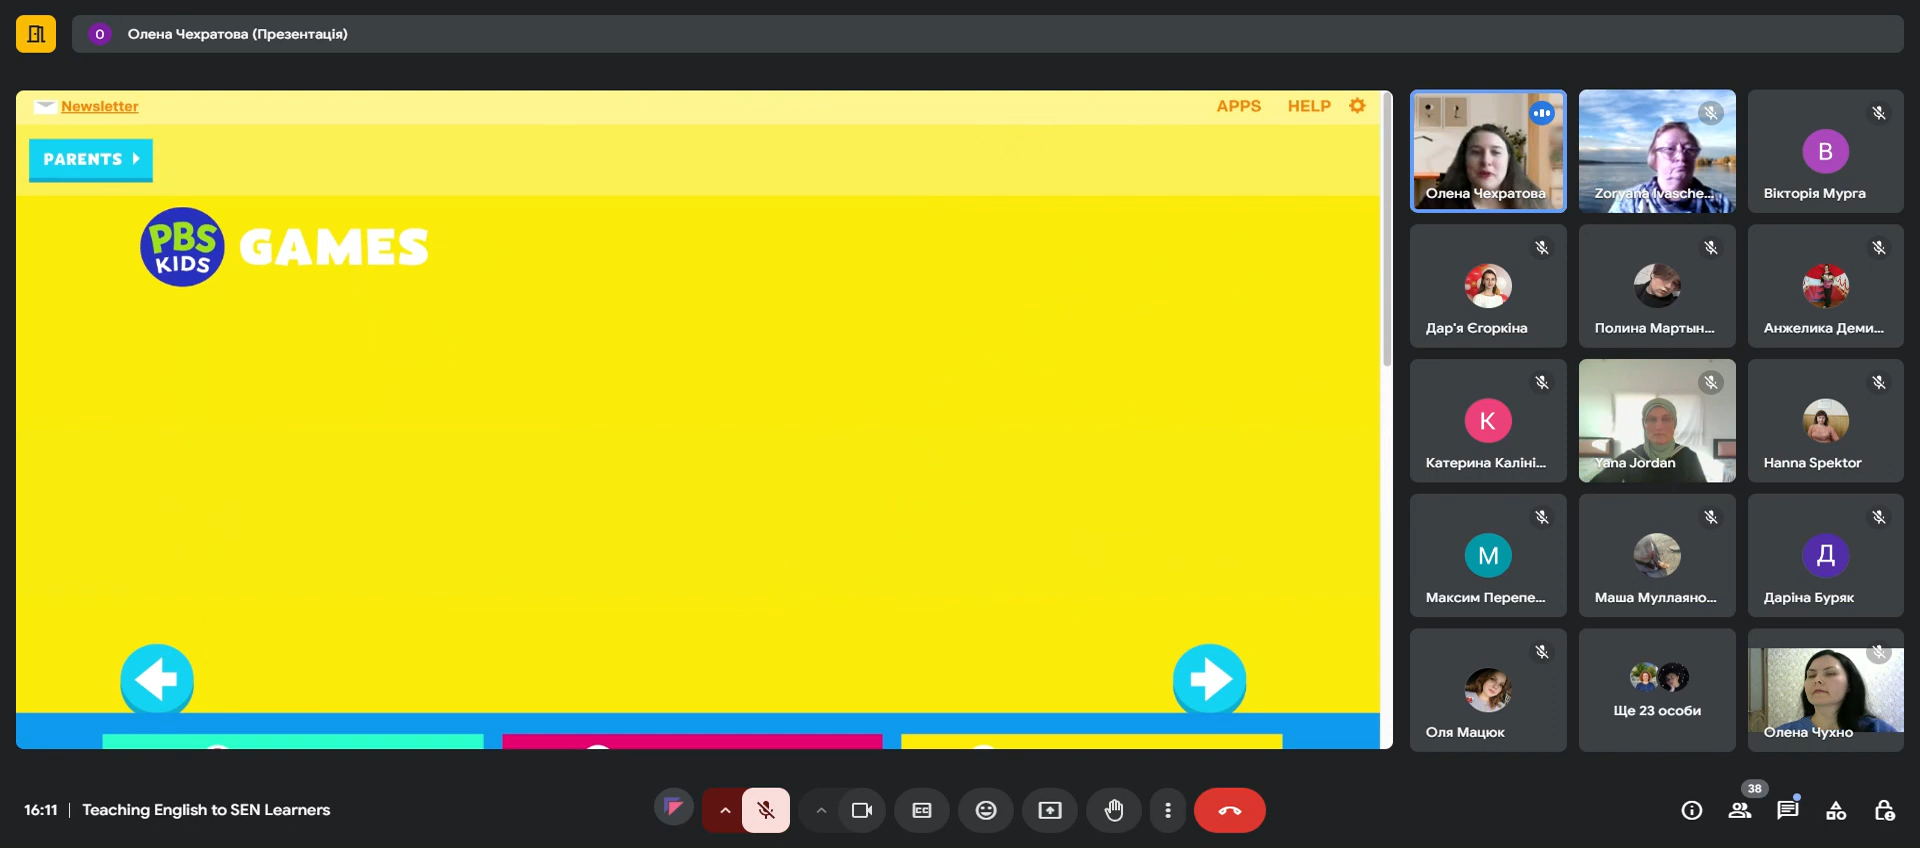 О
Олена Чехратова (Презентація)
Newsletter
APPS
HELP
PARENTS
PBS
KIDS
GAMES
Олена Чехратова
Zoryana Ivasche...
В
Вікторія Мурга
Дар'я Єгоркіна
Полина Мартын...
Анжелика Деми...
К
Катерина Каліні...
Yana Jordan
Hanna Spektor
М
Максим Перепе...
Маша Муллаяно...
Д
Даріна Буряк
Оля Мацюк
Ще 23 особи
Олена Чухно
16:11
Teaching English to SEN Learners
CC
38